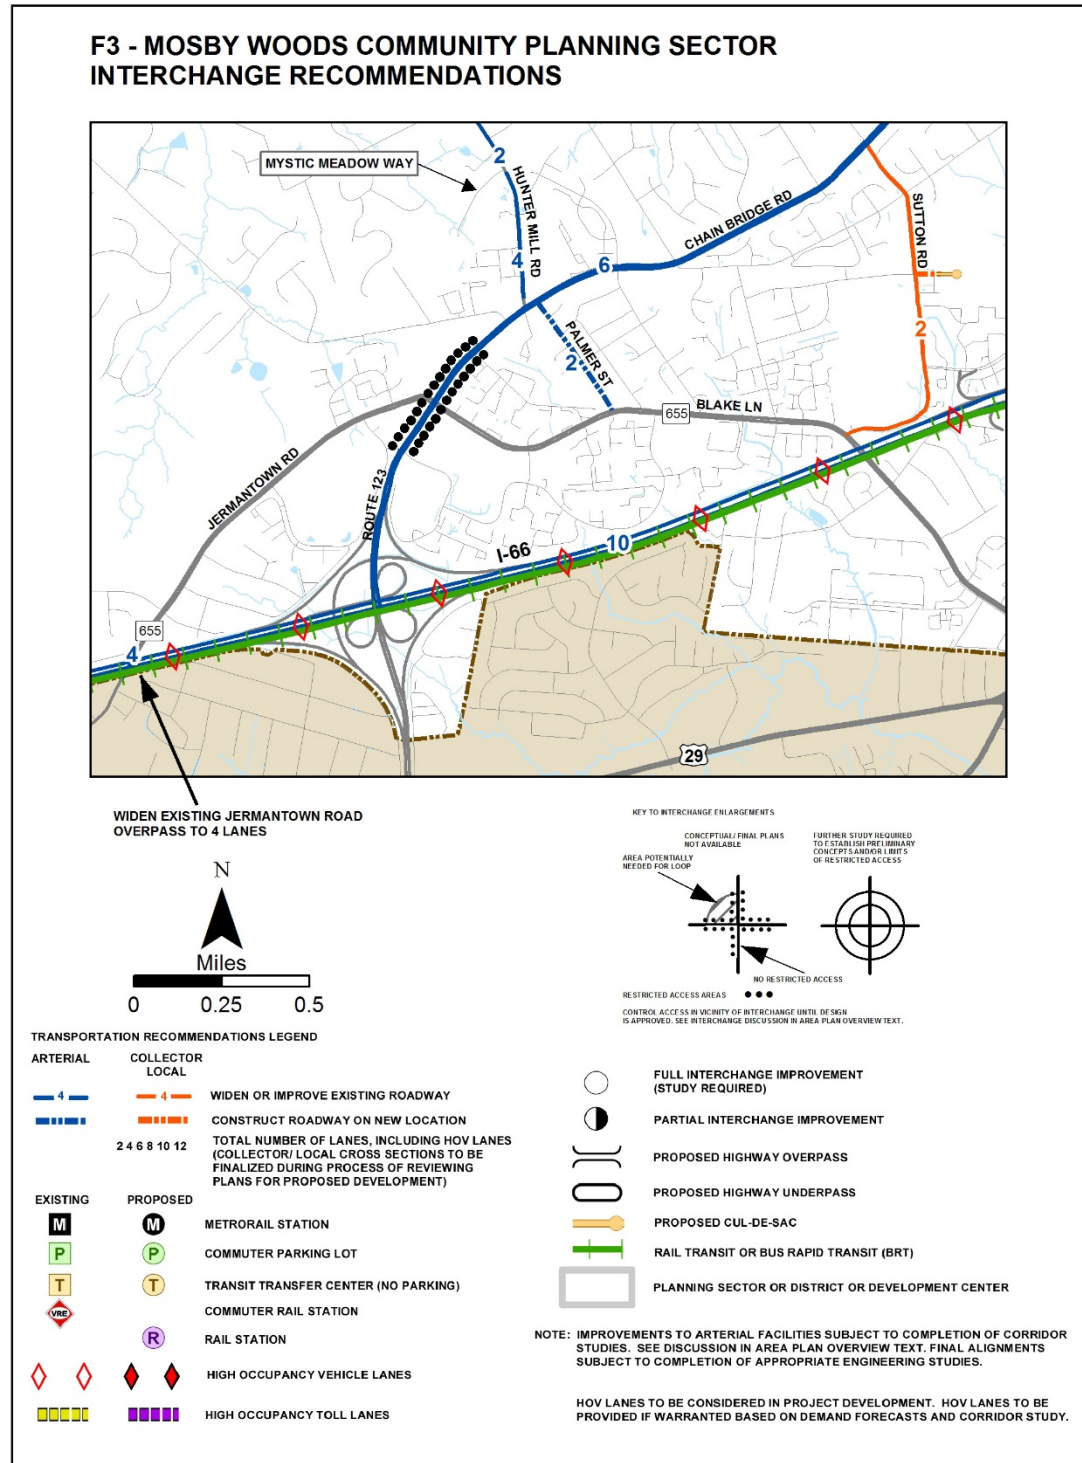 F3 - MOSBY WOODS COMMUNITY PLANNING SECTOR
INTERCHANGE RECOMMENDATIONS
MYSTIC MEADOW WAY
2
HUNTER MILL RD
4
CHAIN BRIDGE RD
6
SUTTON RD
2
PALMER ST
2
BLAKE LN
655
JERMANTOWN RD
ROUTE 123
I-66
10
655
4
29
WIDEN EXISTING JERMANTOWN ROAD
OVERPASS TO 4 LANES
N
Miles
0 0.25 0.5
KEY TO INTERCHANGE ENLARGEMENTS
CONCEPTUAL/ FINAL PLANS
NOT AVAILABLE
FURTHER STUDY REQUIRED
TO ESTABLISH PRELIMINARY
CONCEPTS AND/OR LIMITS
OF RESTRICTED ACCESS
AREA POTENTIALLY
NEEDED FOR LOOP
NO RESTRICTED ACCESS
RESTRICTED ACCESS AREAS
CONTROL ACCESS IN VICINITY OF INTERCHANGE UNTIL DESIGN
IS APPROVED. SEE INTERCHANGE DISCUSSION IN AREA PLAN OVERVIEW TEXT.
TRANSPORTATION RECOMMENDATIONS LEGEND
ARTERIAL
COLLECTOR
LOCAL
4 4 WIDEN OR IMPROVE EXISTING ROADWAY
CONSTRUCT ROADWAY ON NEW LOCATION
2 4 6 8 10 12 TOTAL NUMBER OF LANES, INCLUDING HOV LANES
(COLLECTOR/ LOCAL CROSS SECTIONS TO BE
FINALIZED DURING PROCESS OF REVIEWING
PLANS FOR PROPOSED DEVELOPMENT)
EXISTING PROPOSED
M M METRORAIL STATION
P P COMMUTER PARKING LOT
T T TRANSIT TRANSFER CENTER (NO PARKING)
VRE COMMUTER RAIL STATION
R RAIL STATION
HIGH OCCUPANCY VEHICLE LANES
HIGH OCCUPANCY TOLL LANES
FULL INTERCHANGE IMPROVEMENT
(STUDY REQUIRED)
PARTIAL INTERCHANGE IMPROVEMENT
PROPOSED HIGHWAY OVERPASS
PROPOSED HIGHWAY UNDERPASS
PROPOSED CUL-DE-SAC
RAIL TRANSIT OR BUS RAPID TRANSIT (BRT)
PLANNING SECTOR OR DISTRICT OR DEVELOPMENT CENTER
NOTE: IMPROVEMENTS TO ARTERIAL FACILITIES SUBJECT TO COMPLETION OF CORRIDOR
STUDIES. SEE DISCUSSION IN AREA PLAN OVERVIEW TEXT. FINAL ALIGNMENTS
SUBJECT TO COMPLETION OF APPROPRIATE ENGINEERING STUDIES.
HOV LANES TO BE CONSIDERED IN PROJECT DEVELOPMENT. HOV LANES TO BE
PROVIDED IF WARRANTED BASED ON DEMAND FORECASTS AND CORRIDOR STUDY.